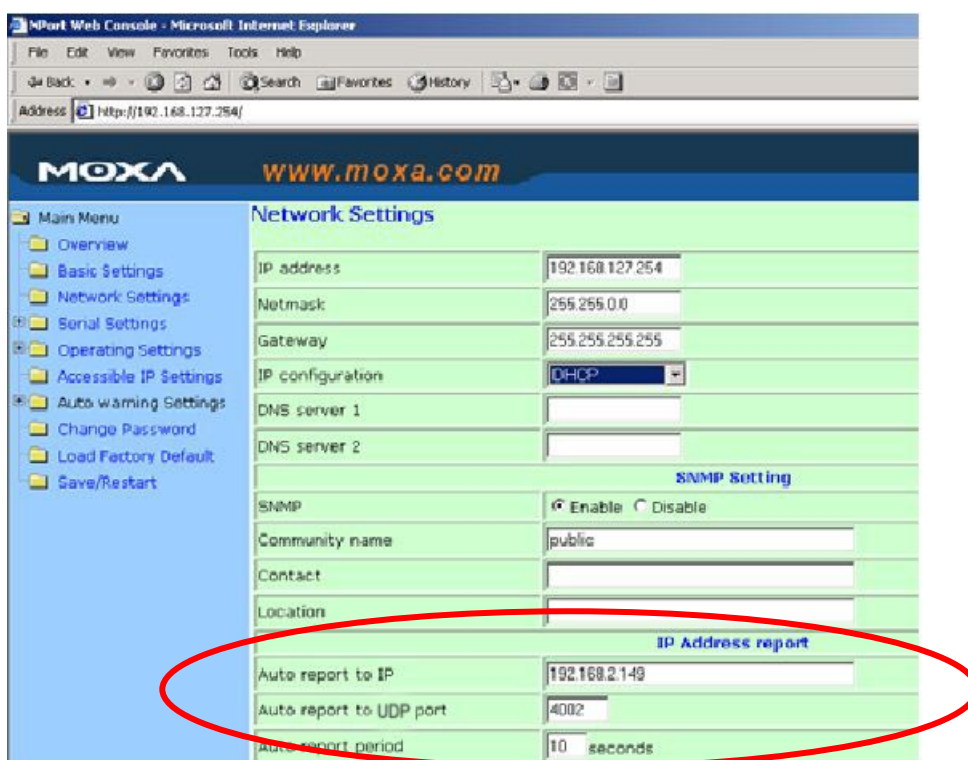 NPort Web Console - Microsoft Internet Explorer
File Edit View Favorites Tools Help
Back Search Favorites History
Address http://192.168.127.254/
MOXA www.moxa.com
Main Menu
Overview
Basic Settings
Network Settings
Serial Settings
Operating Settings
Accessible IP Settings
Auto warning Settings
Change Password
Load Factory Default
Save/Restart
Network Settings
IP address 192.168.127.254
Netmask 255.255.0.0
Gateway 255.255.255.255
IP configuration DHCP
DNS server 1
DNS server 2
SNMP Setting
SNMP Enable Disable
Community name public
Contact
Location
IP Address report
Auto report to IP 192.168.2.149
Auto report to UDP port 4002
Auto report period 10 seconds